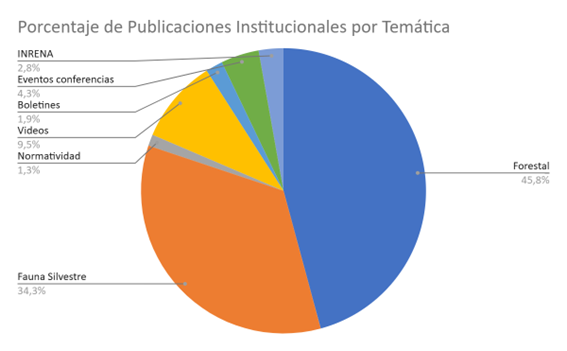 Porcentaje de Publicaciones Institucionales por Temática
INRENA
2,8%
Eventos conferencias
4,3%
Boletines
1,9%
Videos
9,5%
Normatividad
1,3%
Forestal
45,8%
Fauna Silvestre
34,3%